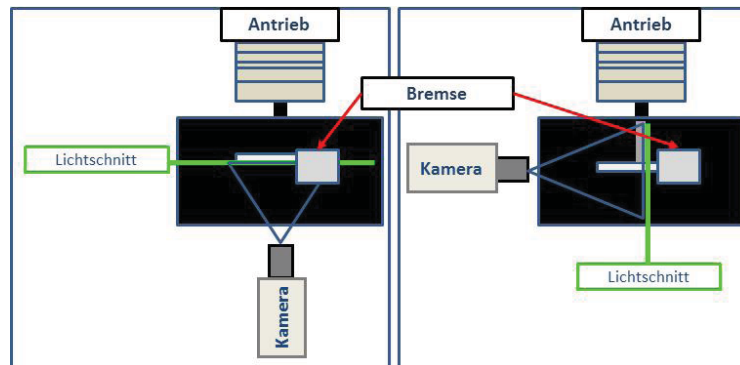 Antrieb
Antrieb
Bremse
Lichtschnitt
Kamera
Lichtschnitt
Kamera